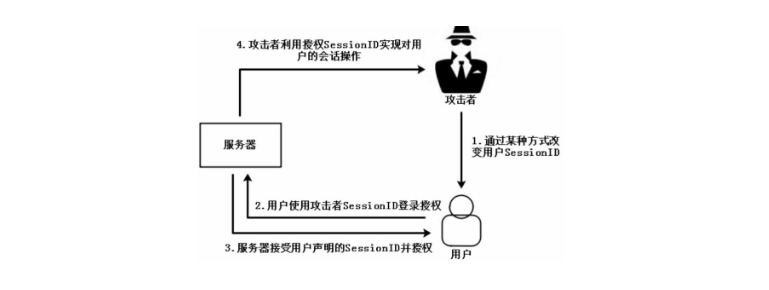 4.攻击者利用授权SessionID实现对用
户的会话操作
攻击者
服务器
1.通过某种方式改
变用户SessionID
2.用户使用攻击者SessionID登录授权
3.服务器接受用户声明的SessionID并授权
用户